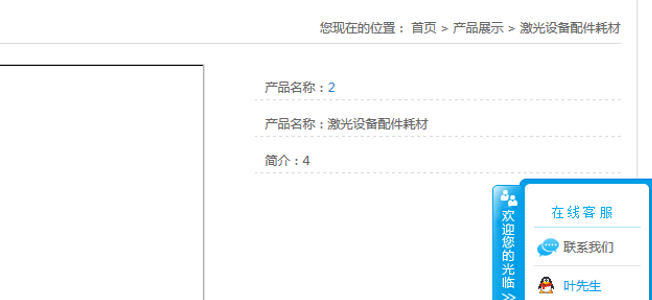 您现在的位置： 首页 > 产品展示 > 激光设备配件耗材
产品名称：2
产品名称：激光设备配件耗材
简介：4
欢迎您的光临
在线客服
联系我们
叶先生